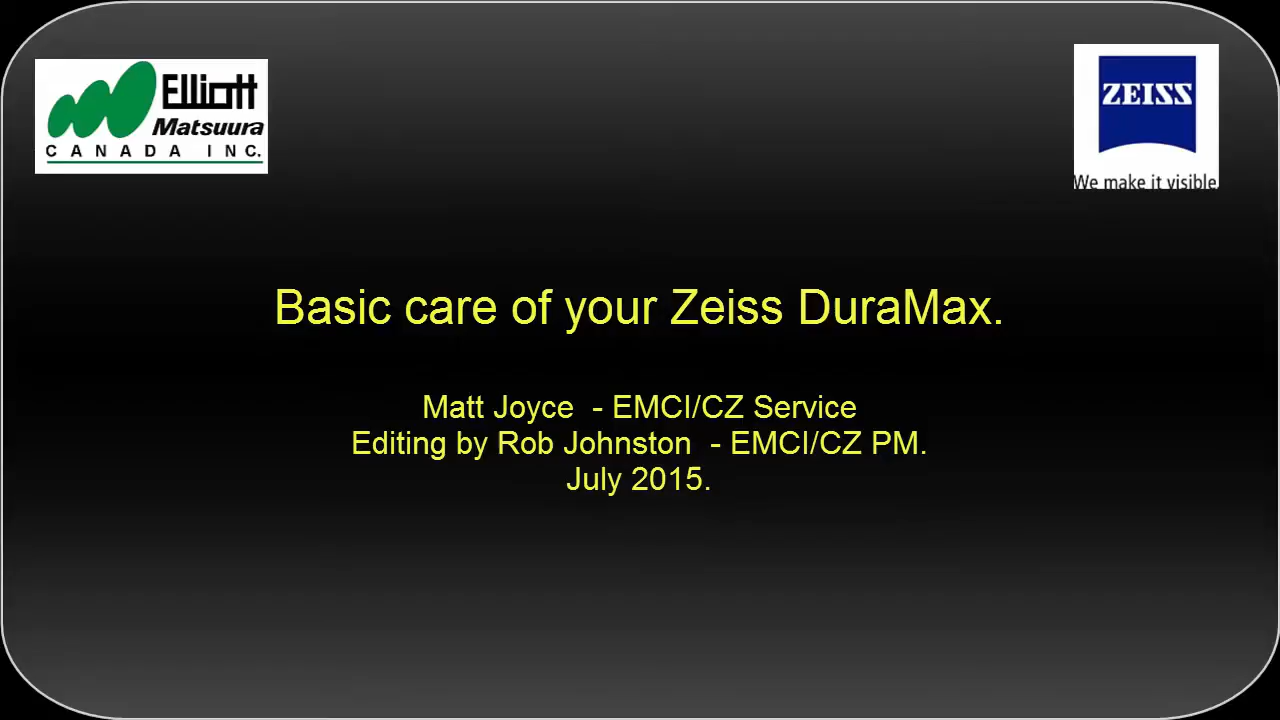 Elliott
Matsuura
CANADA INC.
ZEISS
We make it visible
Basic care of your Zeiss DuraMax.
Matt Joyce - EMCI/CZ Service
Editing by Rob Johnston - EMCI/CZ PM.
July 2015.